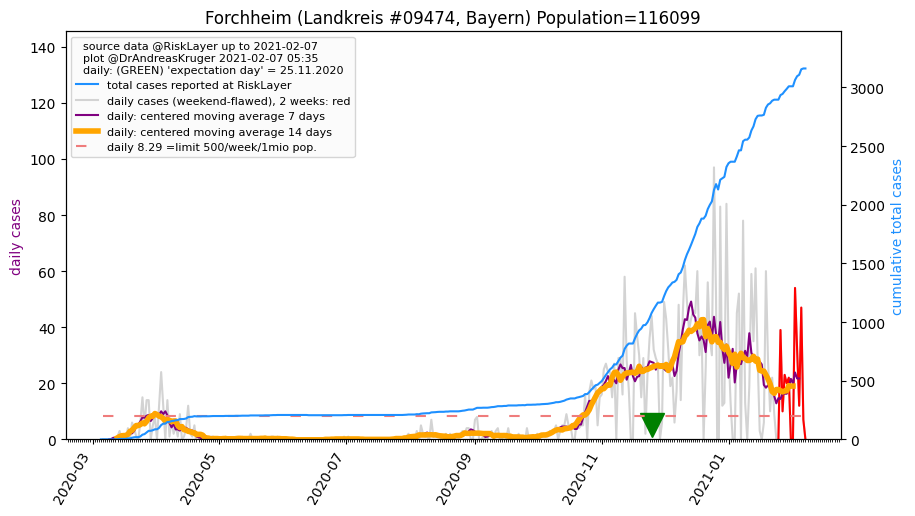 Forchheim (Landkreis #09474, Bayern) Population=116099
source data @RiskLayer up to 2021-02-07
plot @DrAndreasKruger 2021-02-07 05:35
daily: (GREEN) 'expectation day' = 25.11.2020
total cases reported at RiskLayer
daily cases (weekend-flawed), 2 weeks: red
daily: centered moving average 7 days
daily: centered moving average 14 days
daily 8.29 =limit 500/week/1mio pop.
daily cases
140
120
100
80
60
40
20
0
cumulative total cases
3000
2500
2000
1500
1000
500
0
2020-03
2020-05
2020-07
2020-09
2020-11
2021-01